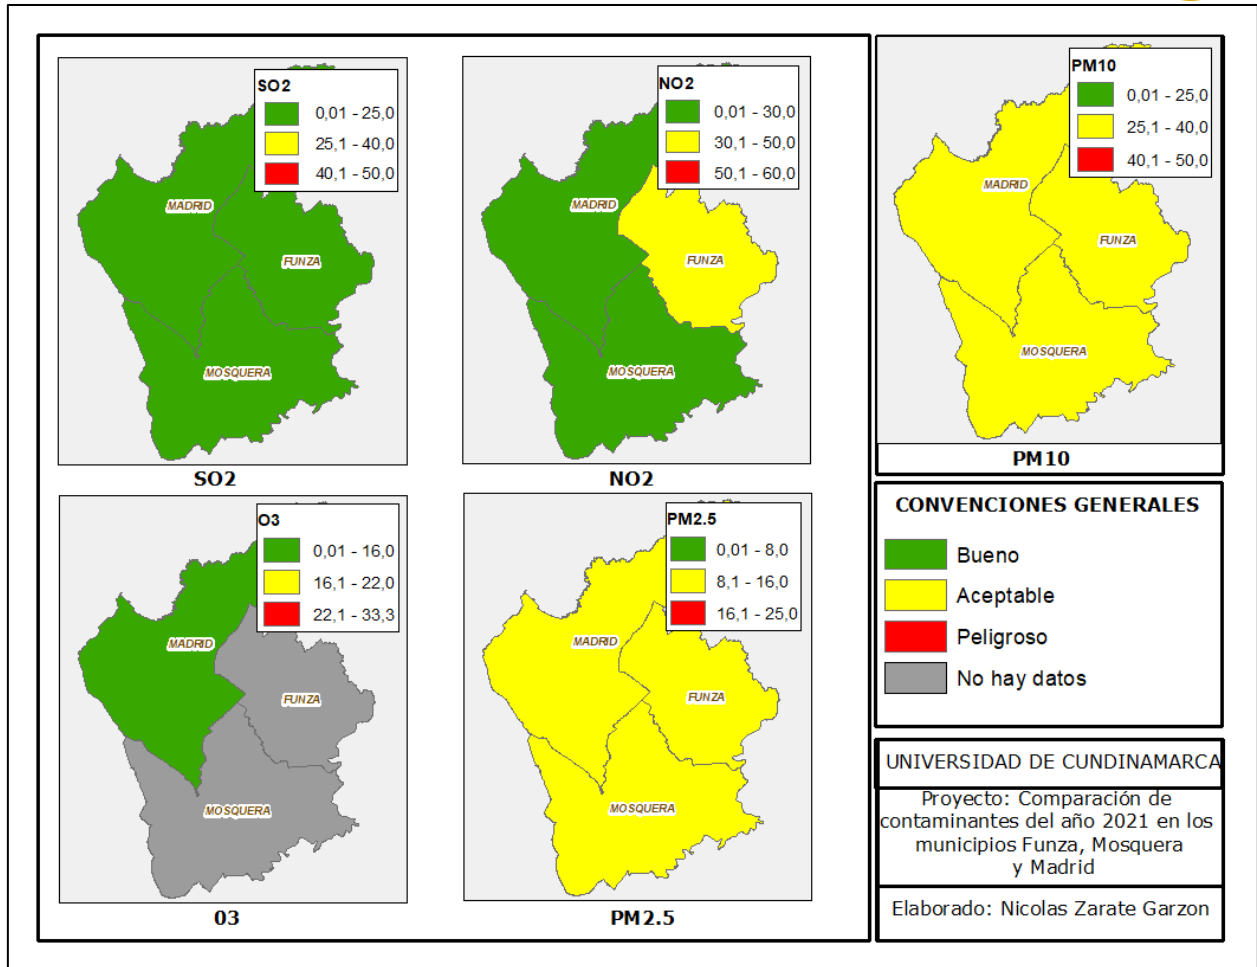 SO2
0,01 - 25,0
25,1 - 40,0
40,1 - 50,0
MADRID
FUNZA
MOSQUERA
SO2
NO2
0,01 - 30,0
30,1 - 50,0
50,1 - 60,0
MADRID
FUNZA
MOSQUERA
NO2
PM10
0,01 - 25,0
25,1 - 40,0
40,1 - 50,0
MADRID
FUNZA
MOSQUERA
PM10
O3
0,01 - 16,0
16,1 - 22,0
22,1 - 33,3
MADRID
FUNZA
MOSQUERA
03
PM2.5
0,01 - 8,0
8,1 - 16,0
16,1 - 25,0
MADRID
FUNZA
MOSQUERA
PM2.5
CONVENCIONES GENERALES
Bueno
Aceptable
Peligroso
No hay datos
UNIVERSIDAD DE CUNDINAMARCA
Proyecto: Comparación de
contaminantes del año 2021 en los
municipios Funza, Mosquera
y Madrid
Elaborado: Nicolas Zarate Garzon